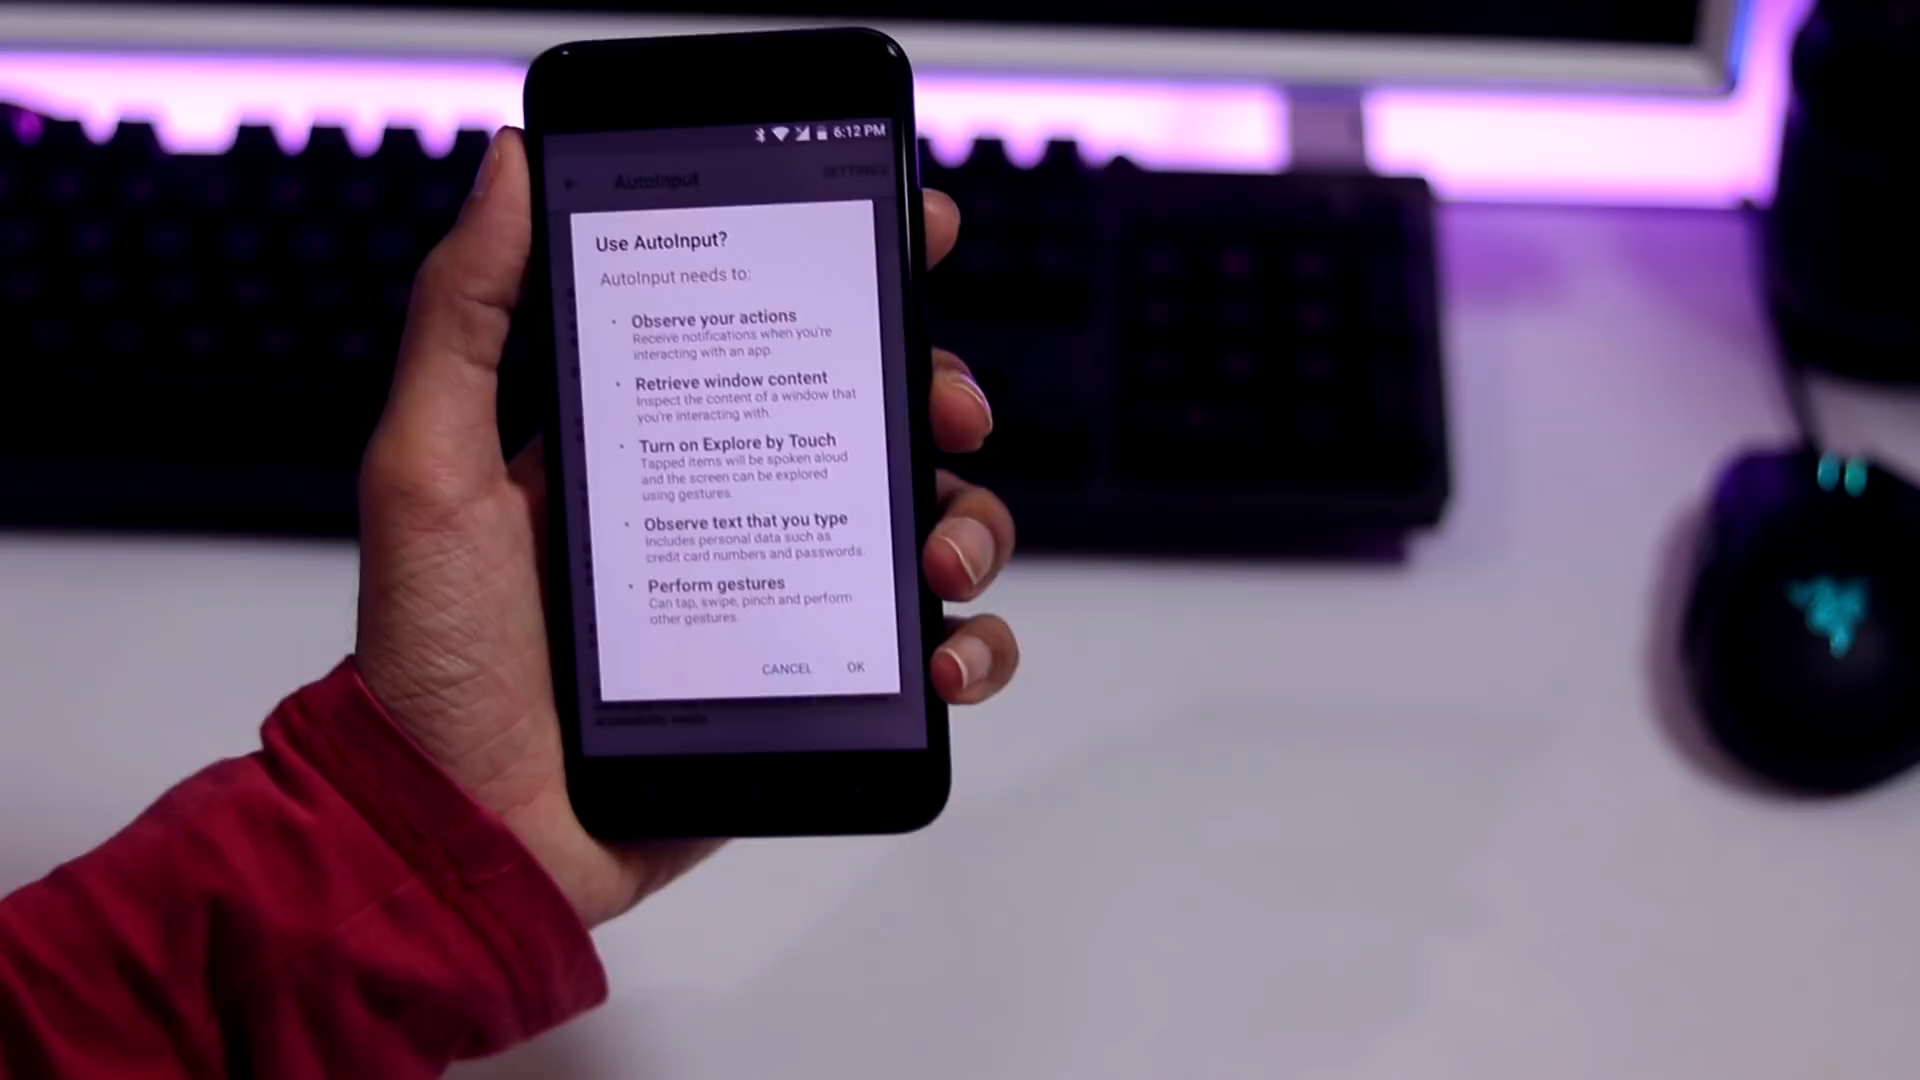 6:12 PM
AutoInput
SETTINGS
Use AutoInput?
AutoInput needs to:
• Observe your actions
Receive notifications when you're
interacting with an app.
• Retrieve window content
Inspect the content of a window that
you're interacting with.
• Turn on Explore by Touch
Tapped items will be spoken aloud
and the screen can be explored
using gestures.
• Observe text that you type
Includes personal data such as
credit card numbers and passwords.
• Perform gestures
Can tap, swipe, pinch and perform
other gestures.
CANCEL OK
accessibility needs.